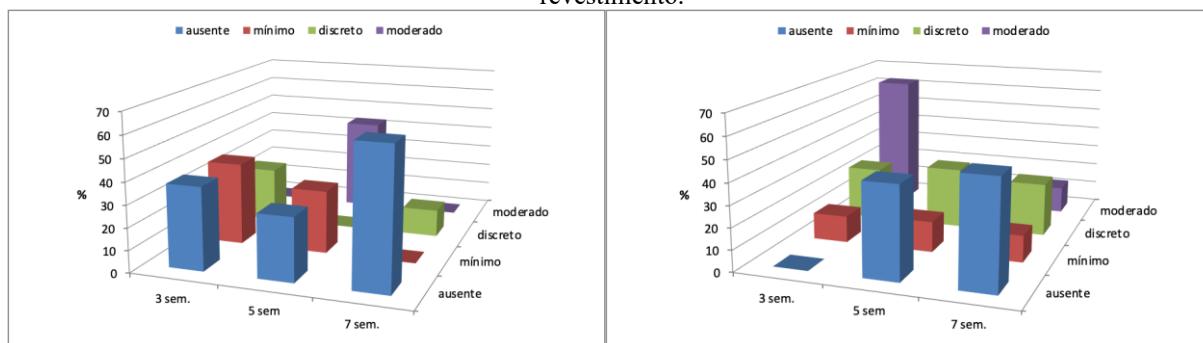 revestimento.
ausente mínimo discreto moderado
70
60
50
40
30
20
10
0
%
3 sem.
5 sem
7 sem.
moderado
discreto
mínimo
ausente
ausente mínimo discreto moderado
70
60
50
40
30
20
10
0
%
3 sem.
5 sem
7 sem.
moderado
discreto
mínimo
ausente